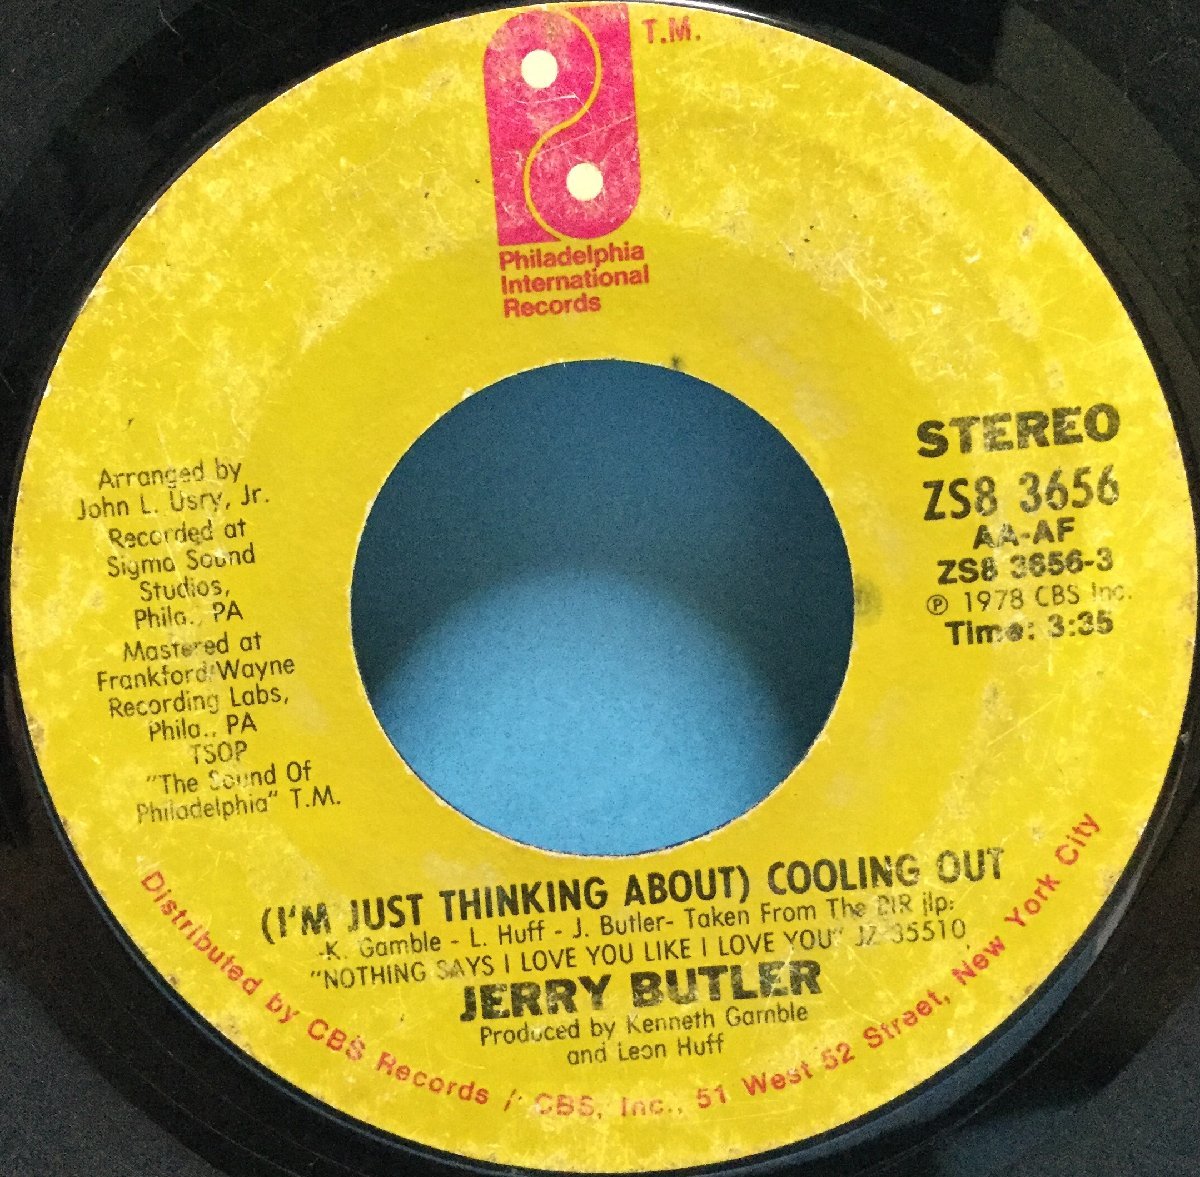 T.M.
Philadelphia
International
Records
STEREO
ZS8 3656
AA-AF
ZS8 3656-3
℗ 1978 CBS Inc.
Time: 3:35
Arranged by
John L. Usry, Jr.
Recorded at
Sigma Sound
Studios,
Phila., PA
Mastered at
Frankford/Wayne
Recording Labs,
Phila., PA
TSOP
"The Sound Of
Philadelphia" T.M.
(I'M JUST THINKING ABOUT) COOLING OUT
-K. Gamble - L. Huff - J. Butler- Taken From The PIR lp:
"NOTHING SAYS I LOVE YOU LIKE I LOVE YOU" JZ 35510
JERRY BUTLER
Produced by Kenneth Gamble
and Leon Huff
Distributed by CBS Records / CBS, Inc., 51 West 52 Street, New York City